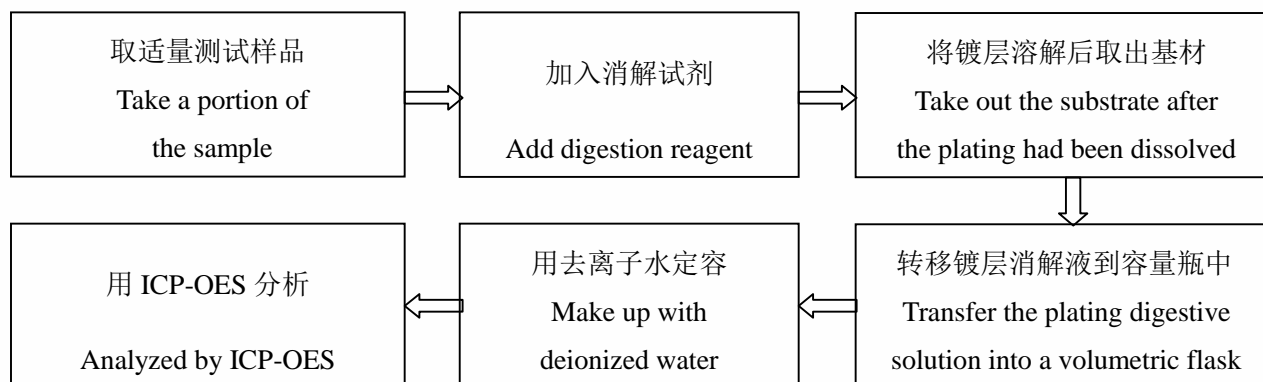 取适量测试样品
Take a portion of
the sample
加入消解试剂
Add digestion reagent
将镀层溶解后取出基材
Take out the substrate after
the plating had been dissolved
转移镀层消解液到容量瓶中
Transfer the plating digestive
solution into a volumetric flask
用去离子水定容
Make up with
deionized water
用 ICP-OES 分析
Analyzed by ICP-OES